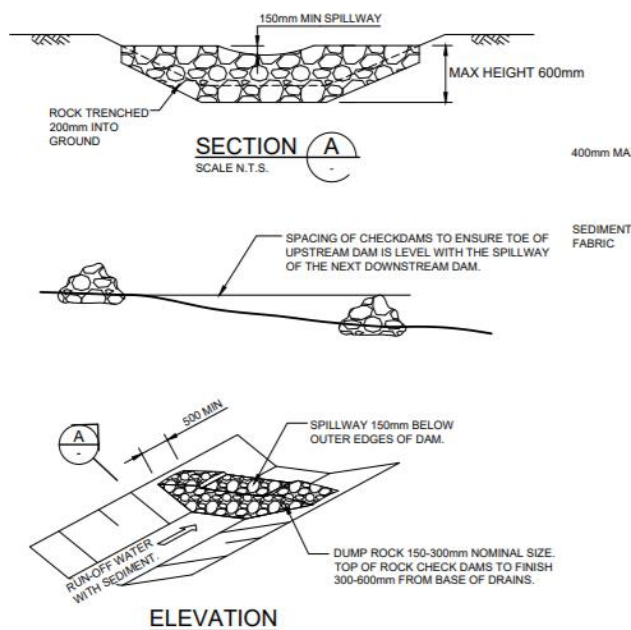 150mm MIN SPILLWAY
MAX HEIGHT 600mm
ROCK TRENCHED
200mm INTO
GROUND
SECTION A
SCALE N.T.S.
-
400mm MA
SEDIMENT
FABRIC
SPACING OF CHECKDAMS TO ENSURE TOE OF
UPSTREAM DAM IS LEVEL WITH THE SPILLWAY
OF THE NEXT DOWNSTREAM DAM.
500 MIN
A
-
SPILLWAY 150mm BELOW
OUTER EDGES OF DAM.
RUN-OFF WATER
WITH SEDIMENT.
DUMP ROCK 150-300mm NOMINAL SIZE.
TOP OF ROCK CHECK DAMS TO FINISH
300-600mm FROM BASE OF DRAINS.
ELEVATION